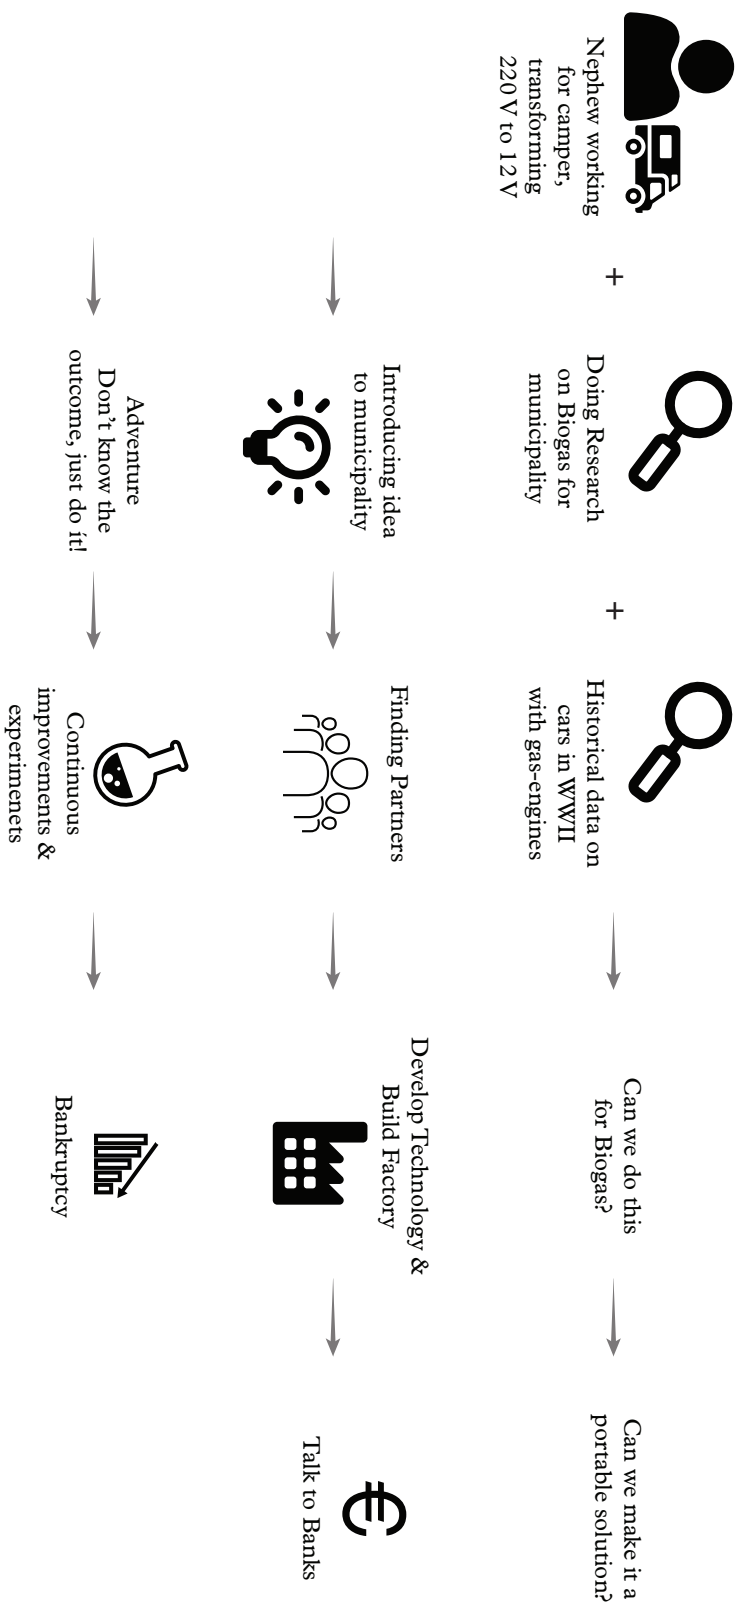 Nephew working
for camper,
transforming
220V to 12V
+
Doing Research
on Biogas for
municipality
+
Historical data on
cars in WWII
with gas-engines
Can we do this
for Biogas?
Can we make it a
portable solution?
Introducing idea
to municipality
Finding Partners
Develop Technology &
Build Factory
€
Talk to Banks
Adventure
Don't know the
outcome, just do it!
Continuous
improvements &
experimenets
Bankruptcy